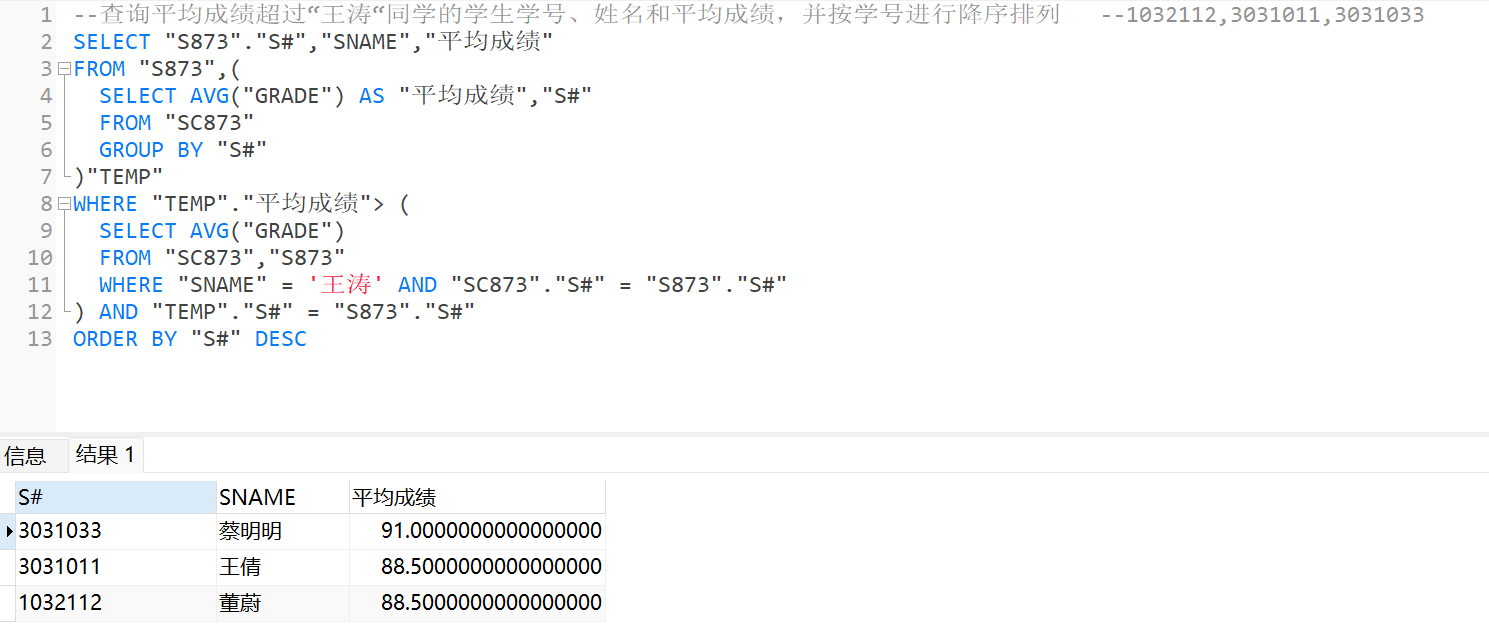 1 --查询平均成绩超过“王涛“同学的学生学号、姓名和平均成绩，并按学号进行降序排列   --1032112,3031011,3031033
2 SELECT "S873"."S#","SNAME","平均成绩"
3 FROM "S873",(
4   SELECT AVG("GRADE") AS "平均成绩","S#"
5   FROM "SC873"
6   GROUP BY "S#"
7 )"TEMP"
8 WHERE "TEMP"."平均成绩"> (
9   SELECT AVG("GRADE")
10   FROM "SC873","S873"
11   WHERE "SNAME" = '王涛' AND "SC873"."S#" = "S873"."S#"
12 ) AND "TEMP"."S#" = "S873"."S#"
13 ORDER BY "S#" DESC
信息 结果 1
S# SNAME 平均成绩
3031033 蔡明明 91.0000000000000000
3031011 王倩 88.5000000000000000
1032112 董蔚 88.5000000000000000